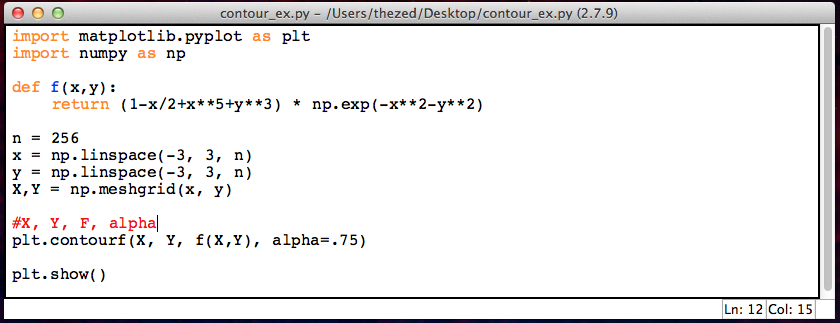 contour_ex.py – /Users/thezed/Desktop/contour_ex.py (2.7.9)
import matplotlib.pyplot as plt
import numpy as np
def f(x,y):
    return (1-x/2+x**5+y**3) * np.exp(-x**2-y**2)
n = 256
x = np.linspace(-3, 3, n)
y = np.linspace(-3, 3, n)
X,Y = np.meshgrid(x, y)
#X, Y, F, alpha
plt.contourf(X, Y, f(X,Y), alpha=.75)
plt.show()
Ln: 12 Col: 15